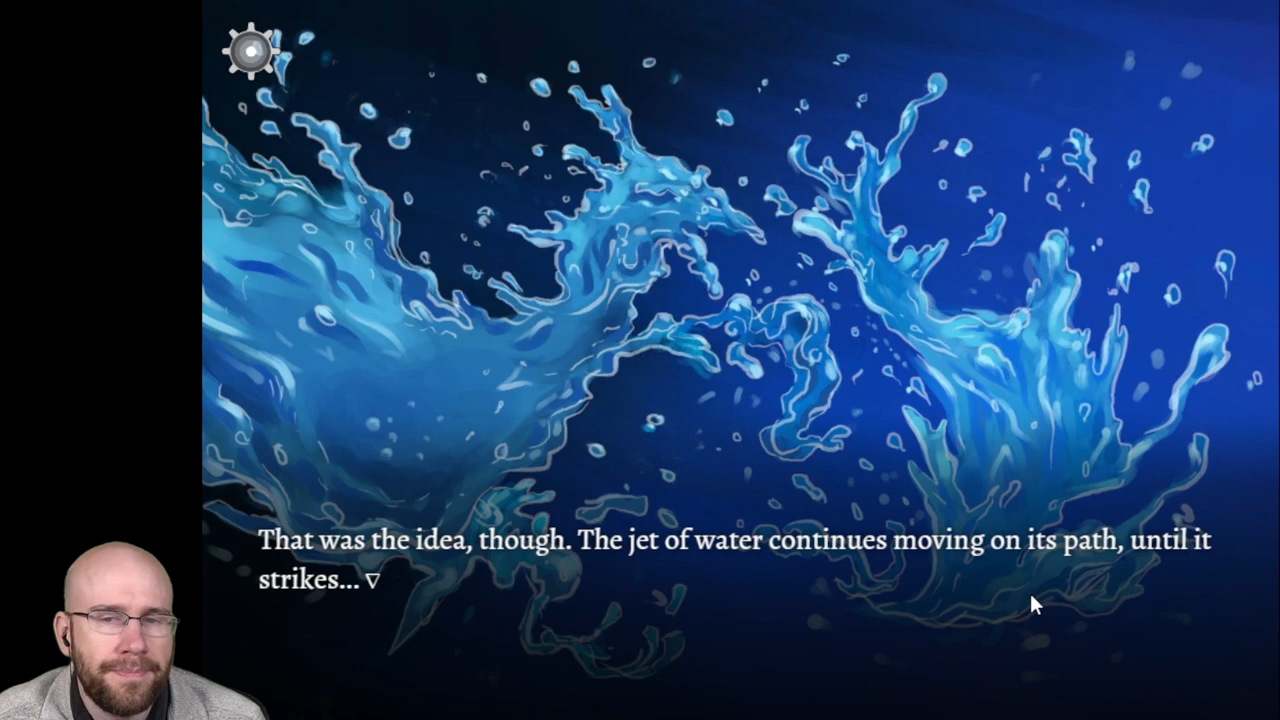 That was the idea, though. The jet of water continues moving on its path, until it
strikes...